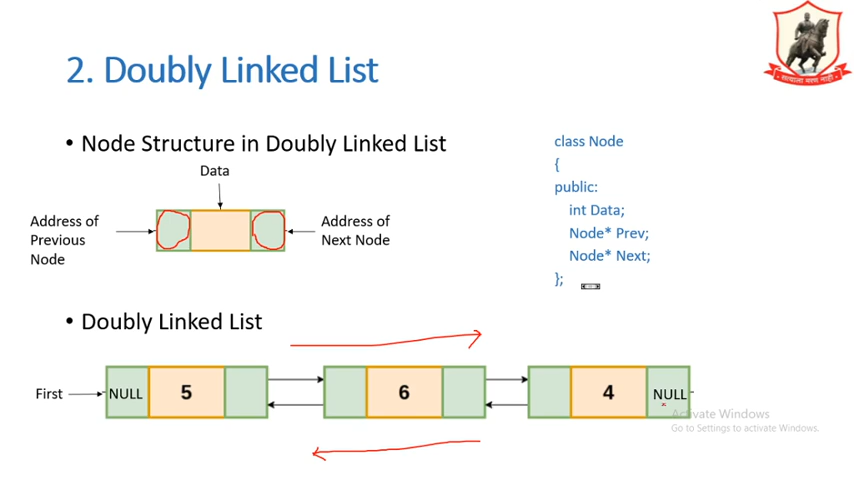 2. Doubly Linked List
• Node Structure in Doubly Linked List
Data
Address of
Previous
Node
Address of
Next Node
class Node
{
public:
int Data;
Node* Prev;
Node* Next;
};
• Doubly Linked List
First
NULL 5
6
4 NULL
Activate Windows
Go to Settings to activate Windows.